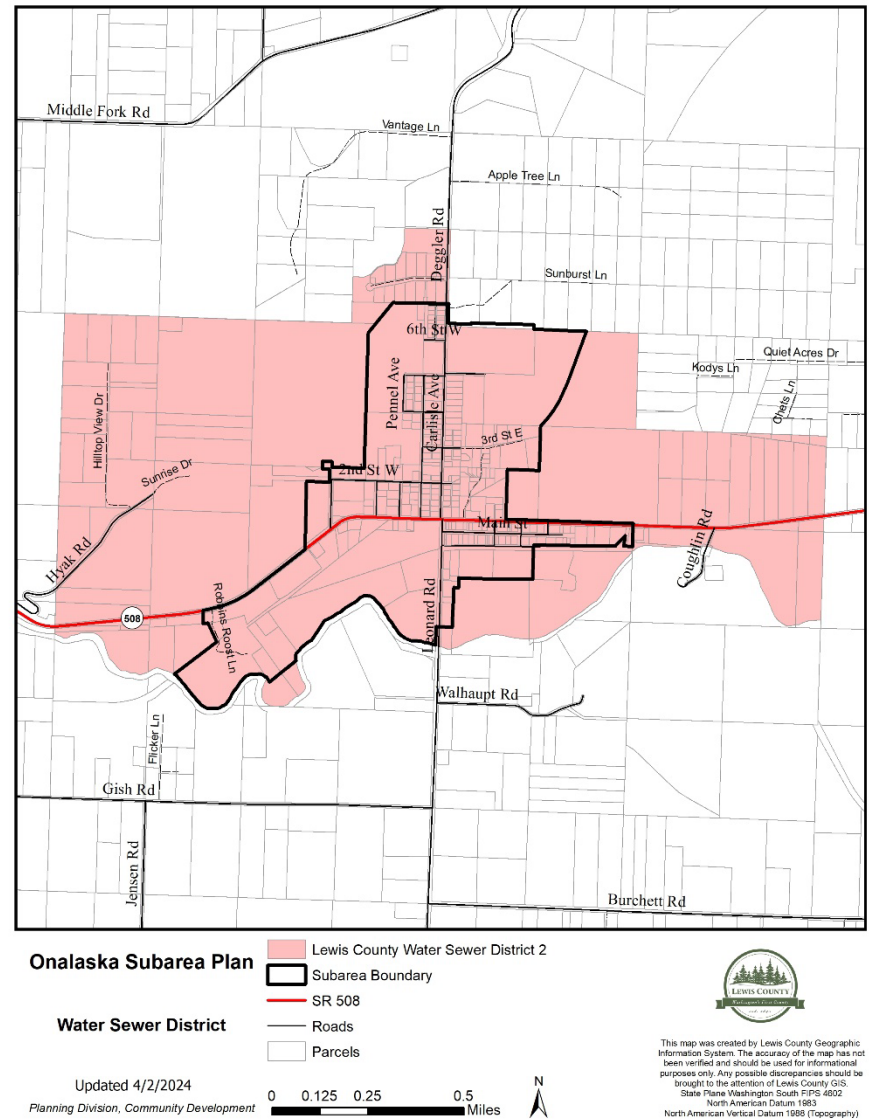 Middle Fork Rd
Vantage Ln
Apple Tree Ln
Deggler Rd
Sunburst Ln
6th St W
Quiet Acres Dr
Kodys Ln
Chets Ln
Pennel Ave
Carlisle Ave
Hilltop View Dr
3rd St E
Sunrise Dr
2nd St W
Main St
Coughlin Rd
Hyak Rd
508
Robbins Roost Ln
Leonard Rd
Walhaupt Rd
Flicker Ln
Gish Rd
Jensen Rd
Burchett Rd
Onalaska Subarea Plan
Water Sewer District
Updated 4/2/2024
Planning Division, Community Development
Lewis County Water Sewer District 2
Subarea Boundary
SR 508
Roads
Parcels
0 0.125 0.25 0.5
Miles
N
LEWIS COUNTY
This map was created by Lewis County Geographic
Information System. The accuracy of the map has not
been verified and should be used for informational
purposes only. Any possible discrepancies should be
brought to the attention of Lewis County GIS.
State Plane Washington South FIPS 4602
North American Datum 1983
North American Vertical Datum 1988 (Topography)